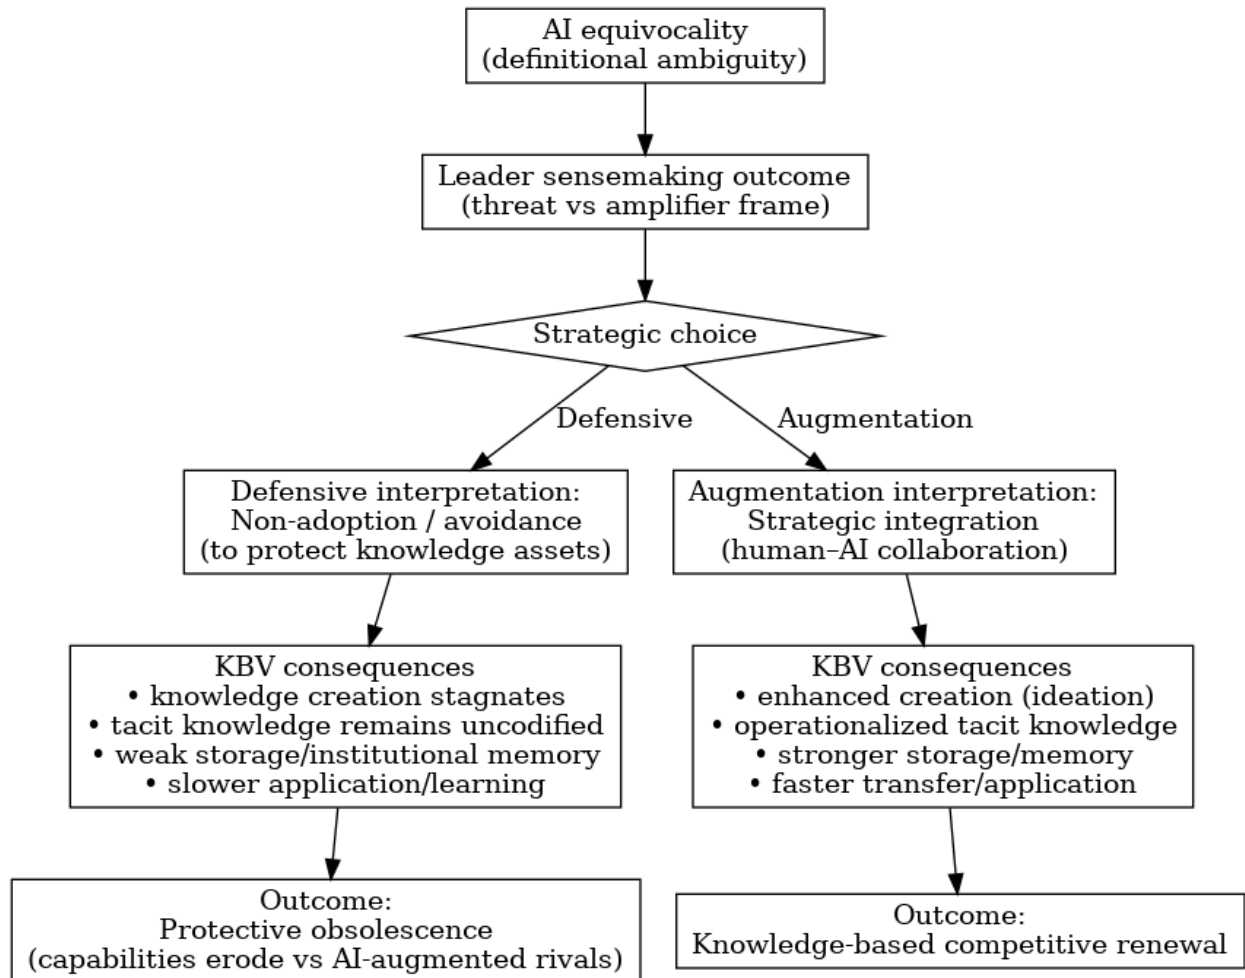 AI equivocality
(definitional ambiguity)
Leader sensemaking outcome
(threat vs amplifier frame)
Strategic choice
Defensive
Augmentation
Defensive interpretation:
Non-adoption / avoidance
(to protect knowledge assets)
Augmentation interpretation:
Strategic integration
(human–AI collaboration)
KBV consequences
• knowledge creation stagnates
• tacit knowledge remains uncodified
• weak storage/institutional memory
• slower application/learning
KBV consequences
• enhanced creation (ideation)
• operationalized tacit knowledge
• stronger storage/memory
• faster transfer/application
Outcome:
Protective obsolescence
(capabilities erode vs AI-augmented rivals)
Outcome:
Knowledge-based competitive renewal